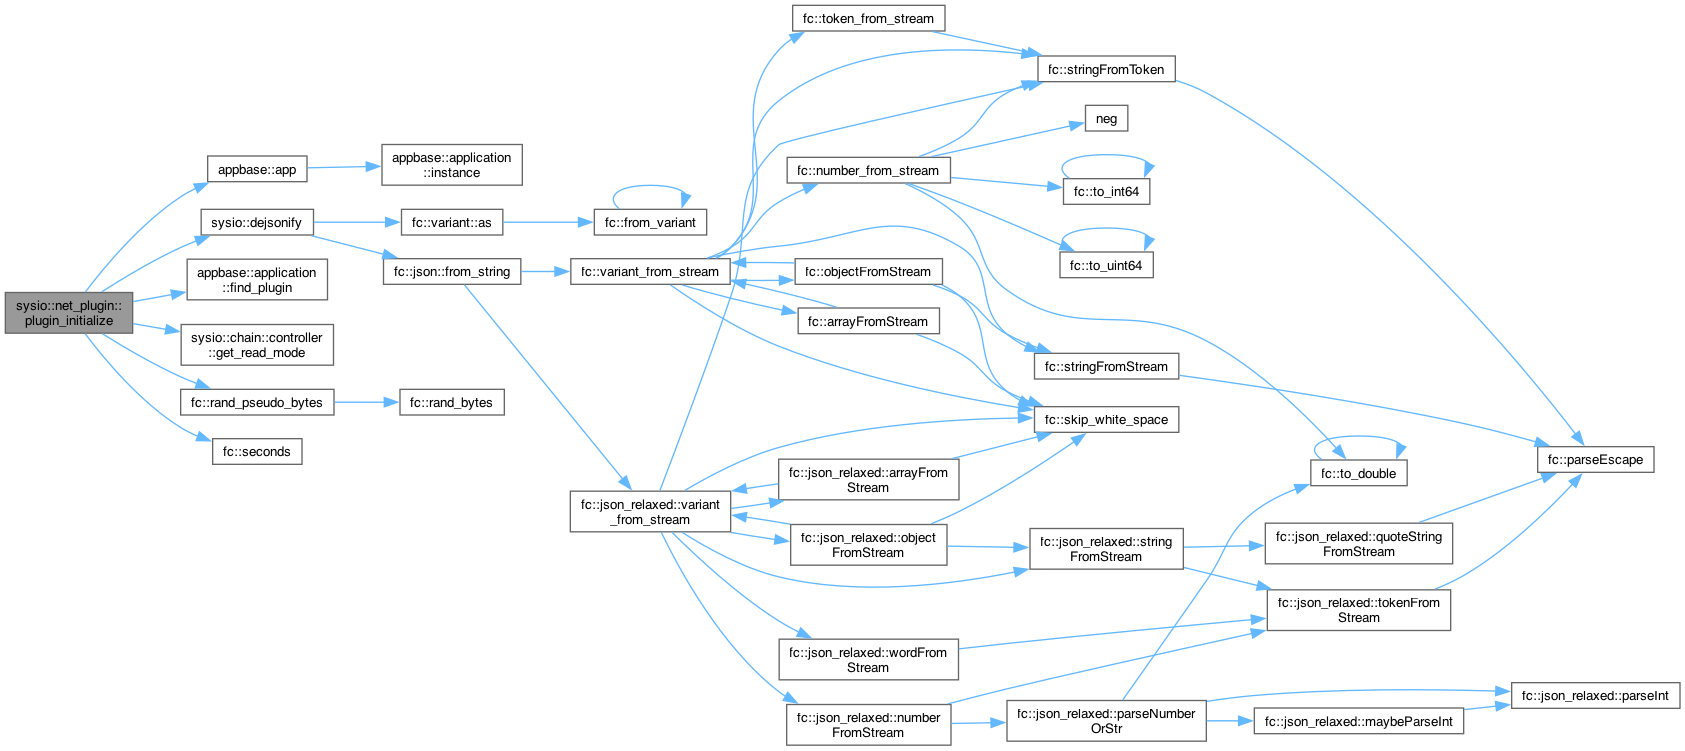 sysio::net_plugin::
plugin_initialize
appbase::app
appbase::application
::instance
sysio::dejsonify
fc::variant::as
fc::from_variant
fc::json::from_string
appbase::application
::find_plugin
sysio::chain::controller
::get_read_mode
fc::rand_pseudo_bytes
fc::rand_bytes
fc::seconds
fc::variant_from_stream
fc::json_relaxed::variant
_from_stream
fc::token_from_stream
fc::number_from_stream
fc::objectFromStream
fc::arrayFromStream
fc::json_relaxed::arrayFrom
Stream
fc::json_relaxed::object
FromStream
fc::json_relaxed::wordFrom
Stream
fc::json_relaxed::number
FromStream
fc::stringFromToken
neg
fc::to_int64
fc::to_uint64
fc::stringFromStream
fc::skip_white_space
fc::json_relaxed::string
FromStream
fc::json_relaxed::parseNumber
OrStr
fc::to_double
fc::json_relaxed::quoteString
FromStream
fc::json_relaxed::tokenFrom
Stream
fc::json_relaxed::maybeParseInt
fc::parseEscape
fc::json_relaxed::parseInt